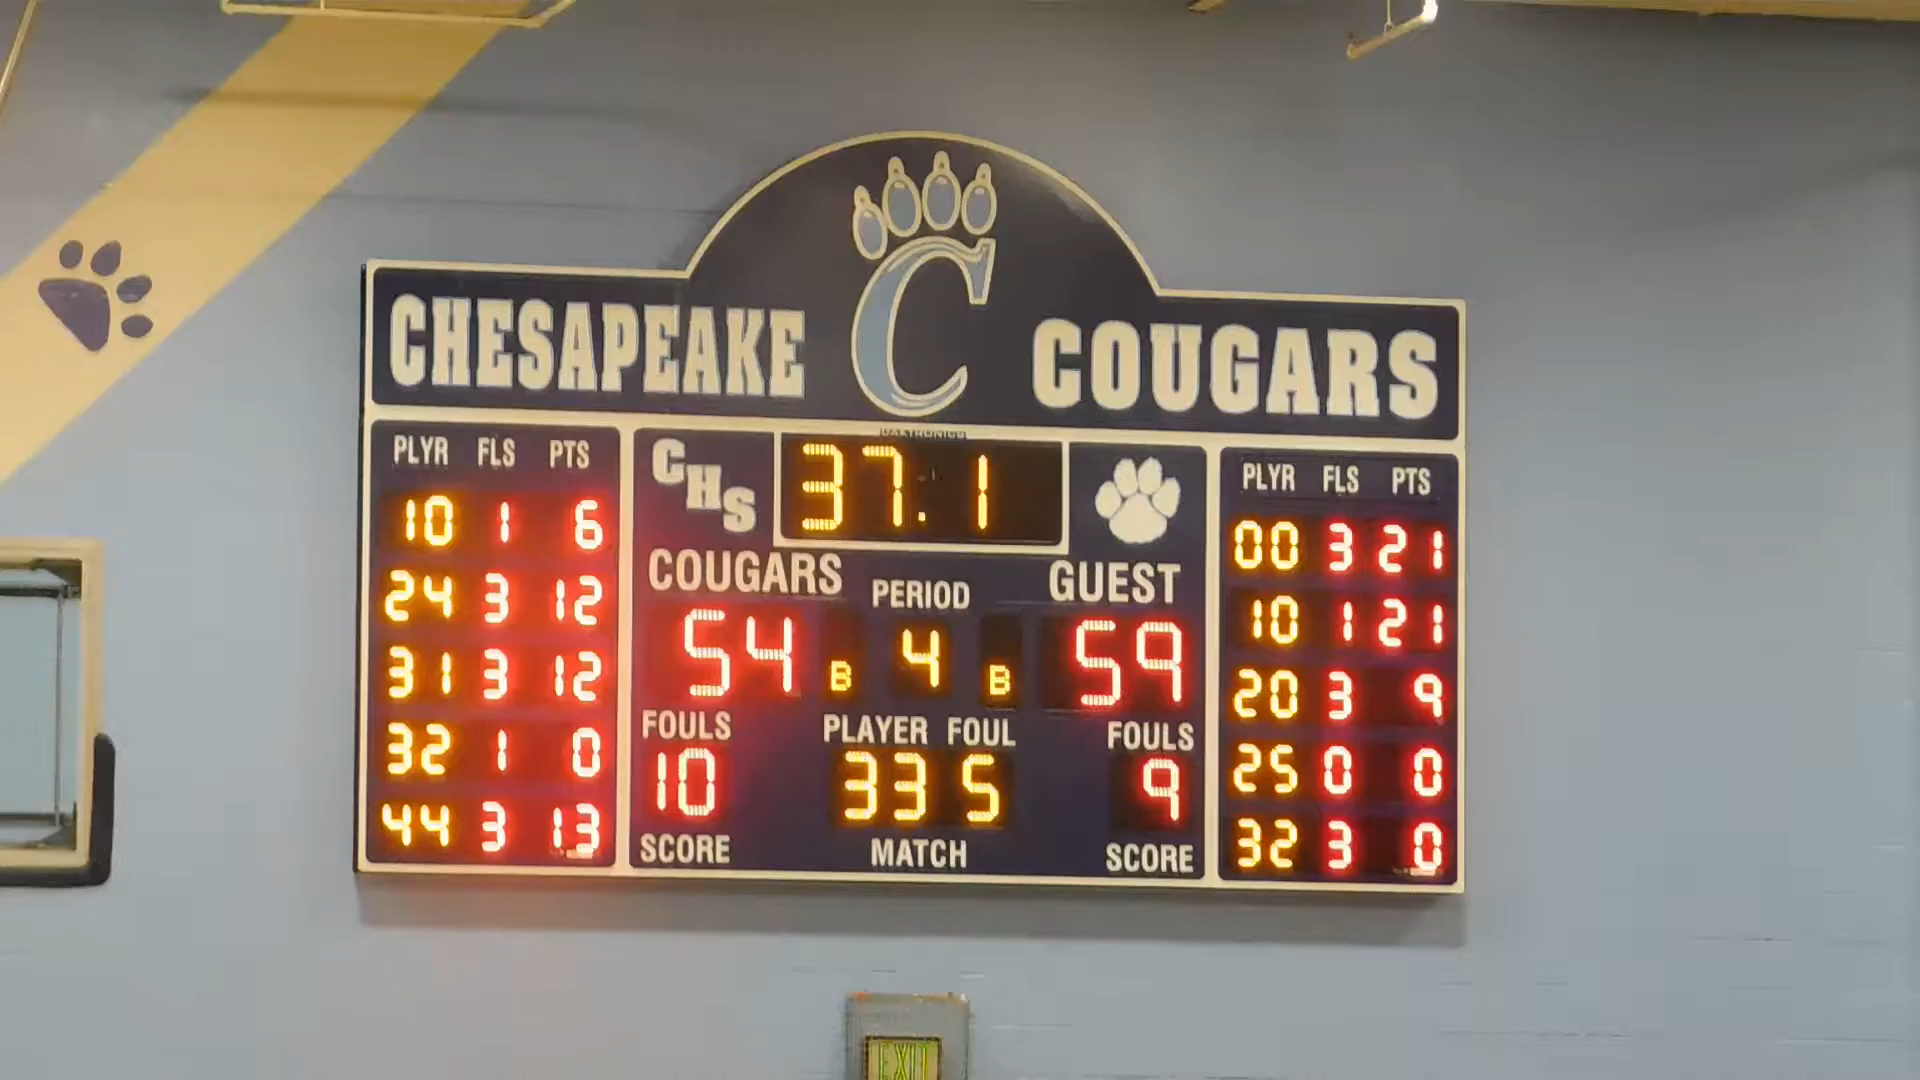 C
CHESAPEAKE COUGARS
DAKTRONICS
PLYR FLS PTS
10 1 6
24 3 12
31 3 12
32 1 0
44 3 13
CHS
37.1
COUGARS PERIOD GUEST
54 B 4 B 59
FOULS PLAYER FOUL FOULS
10 33 5 9
SCORE MATCH SCORE
PLYR FLS PTS
00 3 21
10 1 21
20 3 9
25 0 0
32 3 0
EXIT